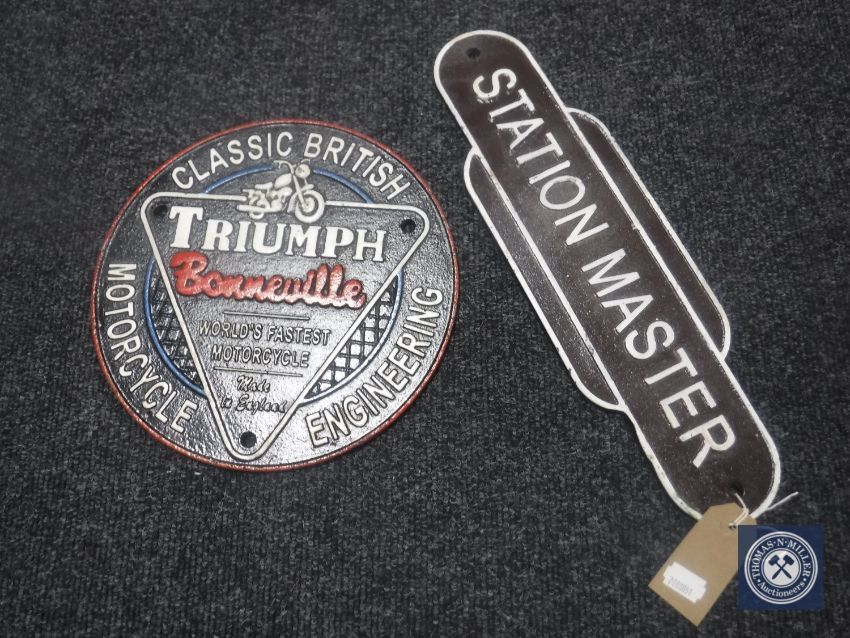 CLASSIC BRITISH
MOTORCYCLE
ENGINEERING
TRIUMPH
Bonneville
WORLD'S FASTEST
MOTORCYCLE
Made
in England
STATION MASTER
THOMAS·N·MILLER
Auctioneers